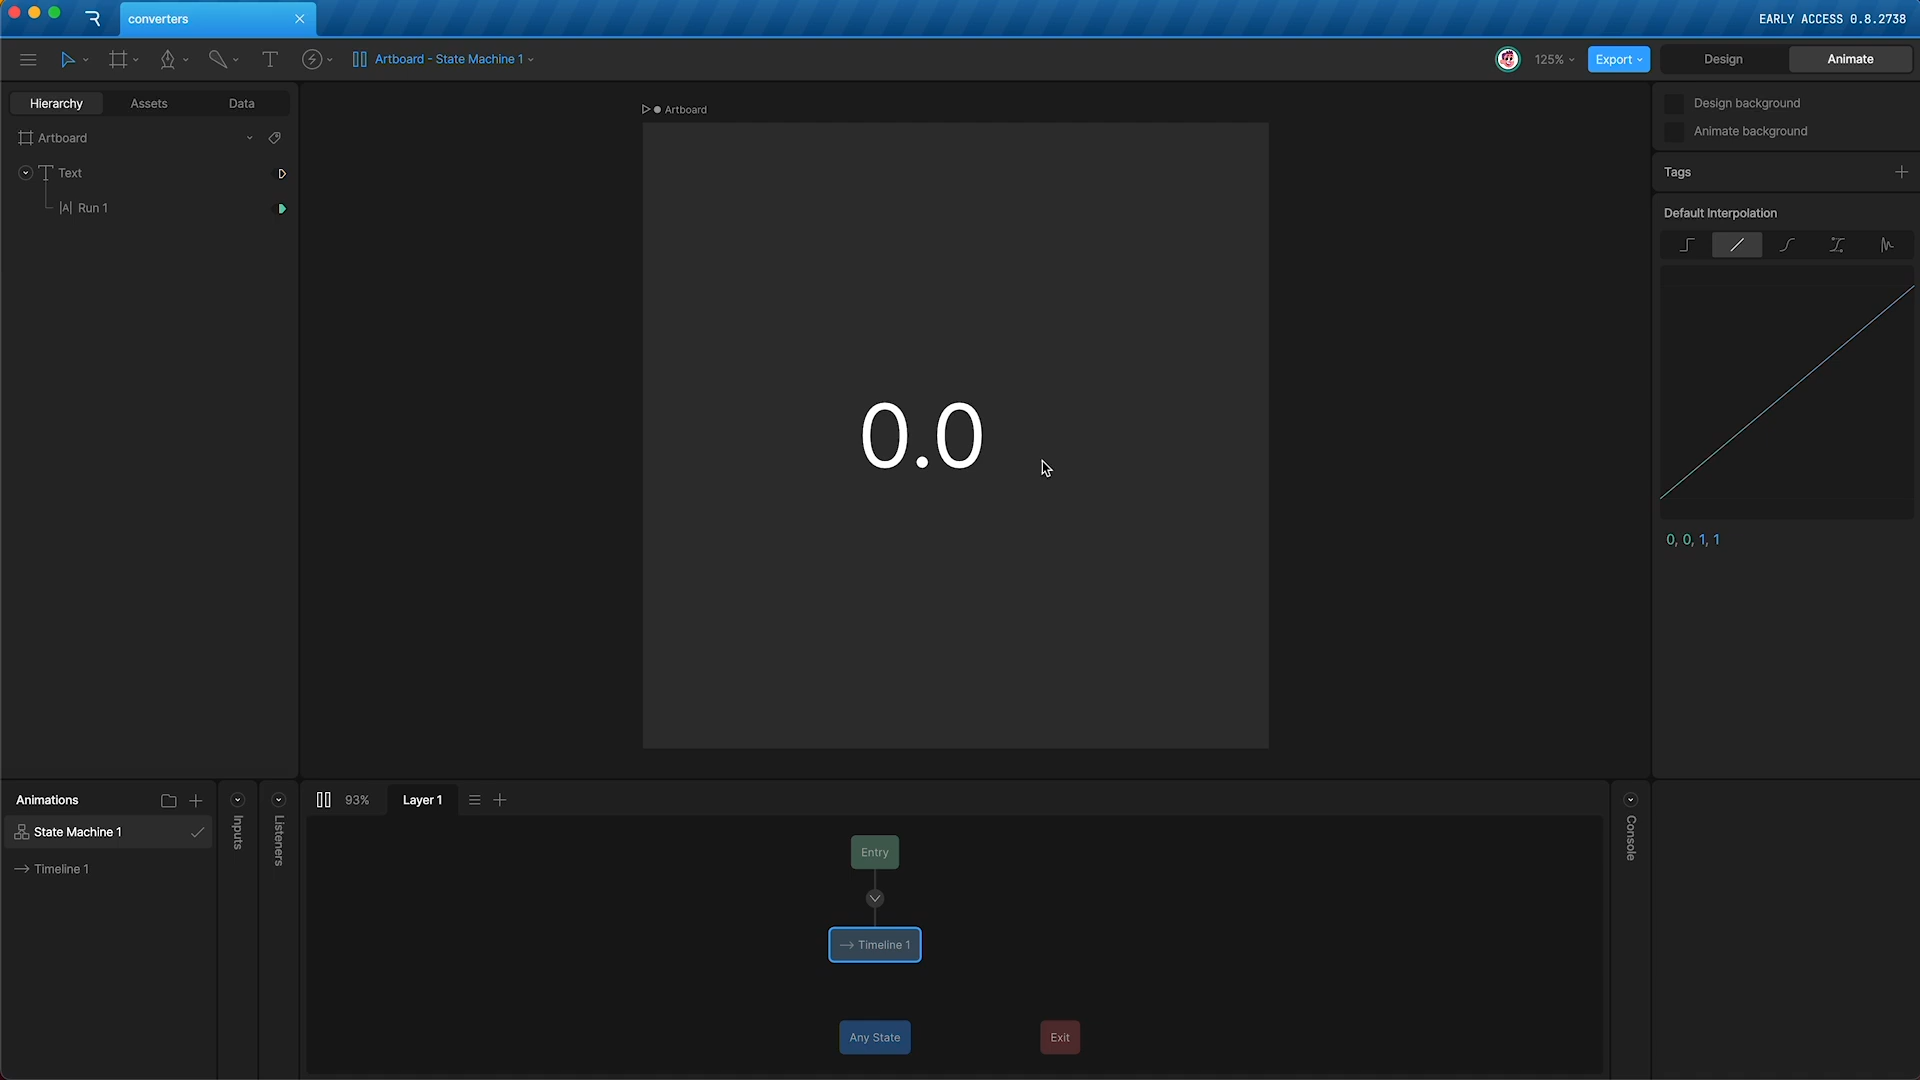 converters
EARLY ACCESS 0.8.2738
Artboard - State Machine 1
125%
Export
Design
Animate
Hierarchy
Assets
Data
Artboard
Text
Run 1
Artboard
0.0
Design background
Animate background
Tags
Default Interpolation
0, 0, 1, 1
Animations
State Machine 1
Timeline 1
Inputs
Listeners
93%
Layer 1
Entry
Timeline 1
Any State
Exit
Console